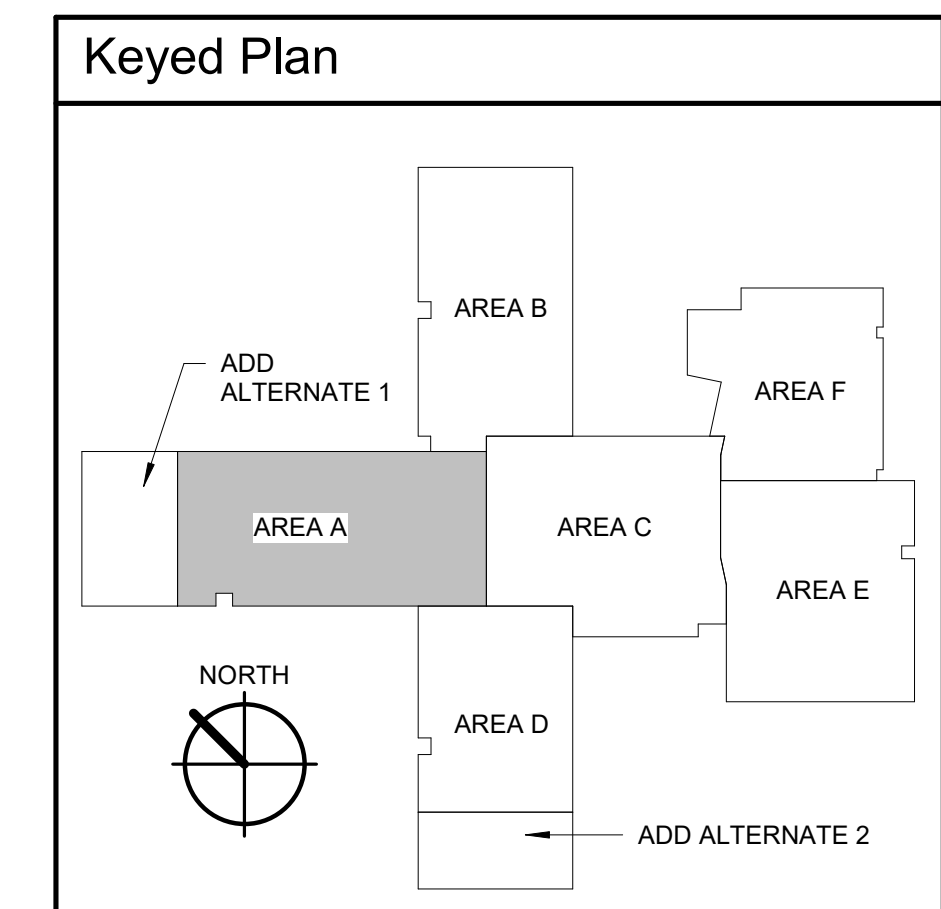 Keyed Plan
AREA B
ADD
ALTERNATE 1
AREA F
AREA A
AREA C
AREA E
NORTH
AREA D
ADD ALTERNATE 2